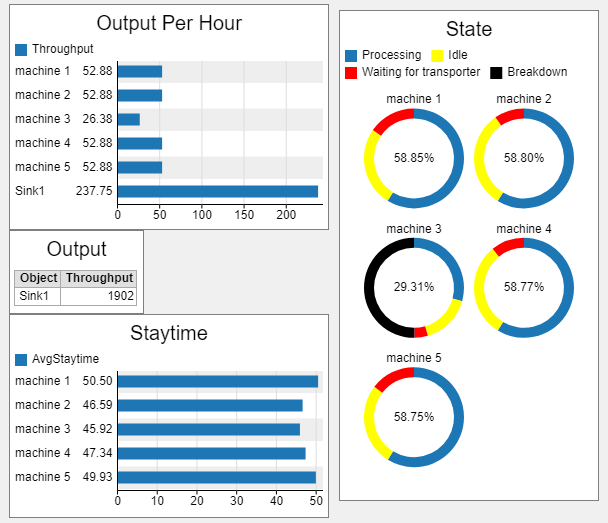 Output Per Hour
Throughput
machine 1 52.88
machine 2 52.88
machine 3 26.38
machine 4 52.88
machine 5 52.88
Sink1 237.75
0 50 100 150 200
Output
Object Throughput
Sink1 1902
Staytime
AvgStaytime
machine 1 50.50
machine 2 46.59
machine 3 45.92
machine 4 47.34
machine 5 49.93
0 10 20 30 40 50
State
Processing Idle
Waiting for transporter Breakdown
machine 1 machine 2
58.85% 58.80%
machine 3 machine 4
29.31% 58.77%
machine 5
58.75%